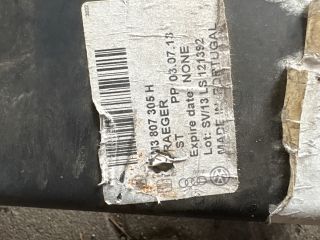 13 807 305 H
RAEGER
ST PP 03.07.13
Expire date: NONE
Lot: SV/13 LS 121392
MADE IN PORTUGAL